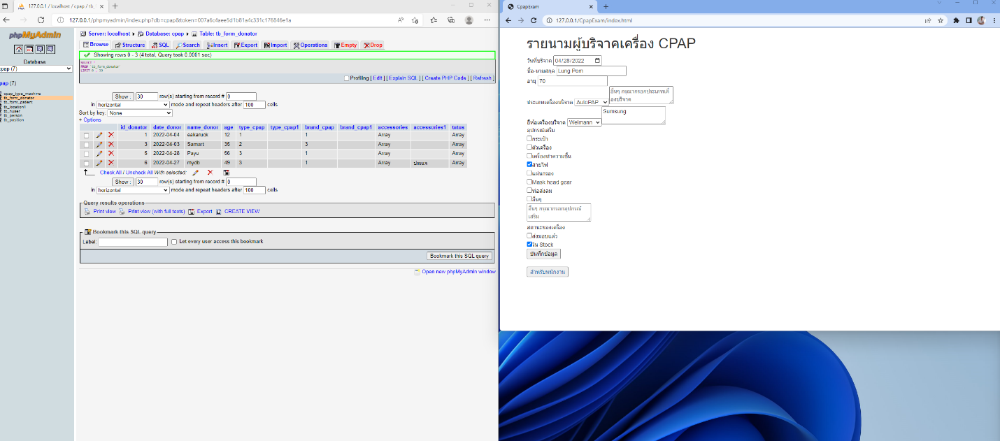 127.0.0.1 / localhost / cpap / tb_
127.0.0.1/phpmyadmin/index.php?db=cpap&token=007a6c4aee5d1b81a4c331c176846e1a
phpMyAdmin
Database
cpap (7)
cpap (7)
cpap_type_machine
tb_form_donator
tb_form_patient
tb_location1
tb_nuser
tb_person
tb_position
Server: localhost Database: cpap Table: tb_form_donator
Browse Structure SQL Search Insert Export Import Operations Empty Drop
Showing rows 0 - 3 (4 total, Query took 0.0001 sec)
SELECT *
FROM `tb_form_donator`
LIMIT 0 , 30
Profiling [ Edit ] [ Explain SQL ] [ Create PHP Code ] [ Refresh ]
Show : 30 row(s) starting from record # 0
in horizontal mode and repeat headers after 100 cells
Sort by key: None
+ Options
id_donator date_donor name_donor age type_cpap type_cpap1 brand_cpap brand_cpap1 accessories accessories1 tatus
1 2022-04-04 eakaruck 12 1 1 Array Array
3 2022-04-03 Samart 35 2 3 Array Array
5 2022-04-28 Payu 56 3 1 Array Array
6 2022-04-27 mydb 49 3 1 Array ประแจ Array
Check All / Uncheck All With selected:
Show : 30 row(s) starting from record # 0
in horizontal mode and repeat headers after 100 cells
Query results operations
Print view Print view (with full texts) Export CREATE VIEW
Bookmark this SQL query
Label: Let every user access this bookmark
Bookmark this SQL query
Open new phpMyAdmin window
CpapExam
127.0.0.1/CpapExam/index.html
รายนามผู้บริจาคเครื่อง CPAP
วันที่บริจาค 04/28/2022
ชื่อ-นามสกุล Lung Pom
อายุ 70
ประเภทเครื่องบริจาค AutoPAP อื่นๆ กรุณากรอกประเภทเครื่องบริจาค
ยี่ห้อเครื่องบริจาค Weimann Sumsung
อุปกรณ์เสริม
กระเป๋า
ตัวเครื่อง
เครื่องทำความชื้น
สายไฟ
แผ่นกรอง
Mask head gear
ท่อส่งลม
อื่นๆ
อื่นๆ กรุณากรอกอุปกรณ์
เสริม
สถานะของเครื่อง
ส่งมอบแล้ว
ใน Stock
บันทึกข้อมูล
สำหรับพนักงาน